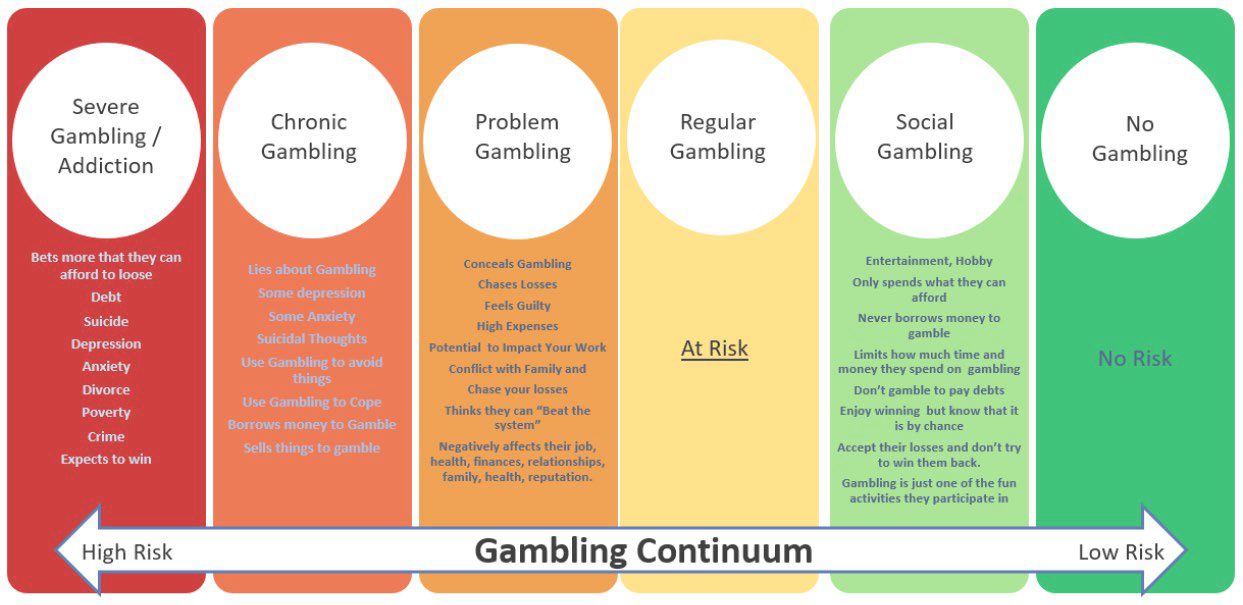 Severe
Gambling /
Addiction
Bets more that they can
afford to loose
Debt
Suicide
Depression
Anxiety
Divorce
Poverty
Crime
Expects to win
Chronic
Gambling
Lies about Gambling
Some depression
Some Anxiety
Suicidal Thoughts
Use Gambling to avoid
things
Use Gambling to Cope
Borrows money to Gamble
Sells things to gamble
Problem
Gambling
Conceals Gambling
Chases Losses
Feels Guilty
High Expenses
Potential to Impact Your Work
Conflict with Family and
Chase your losses
Thinks they can “Beat the
system”
Negatively affects their job,
health, finances, relationships,
family, health, reputation.
Regular
Gambling
At Risk
Social
Gambling
Entertainment, Hobby
Only spends what they can
afford
Never borrows money to
gamble
Limits how much time and
money they spend on gambling
Don’t gamble to pay debts
Enjoy winning but know that it
is by chance
Accept their losses and don’t try
to win them back.
Gambling is just one of the fun
activities they participate in
No
Gambling
No Risk
High Risk
Gambling Continuum
Low Risk